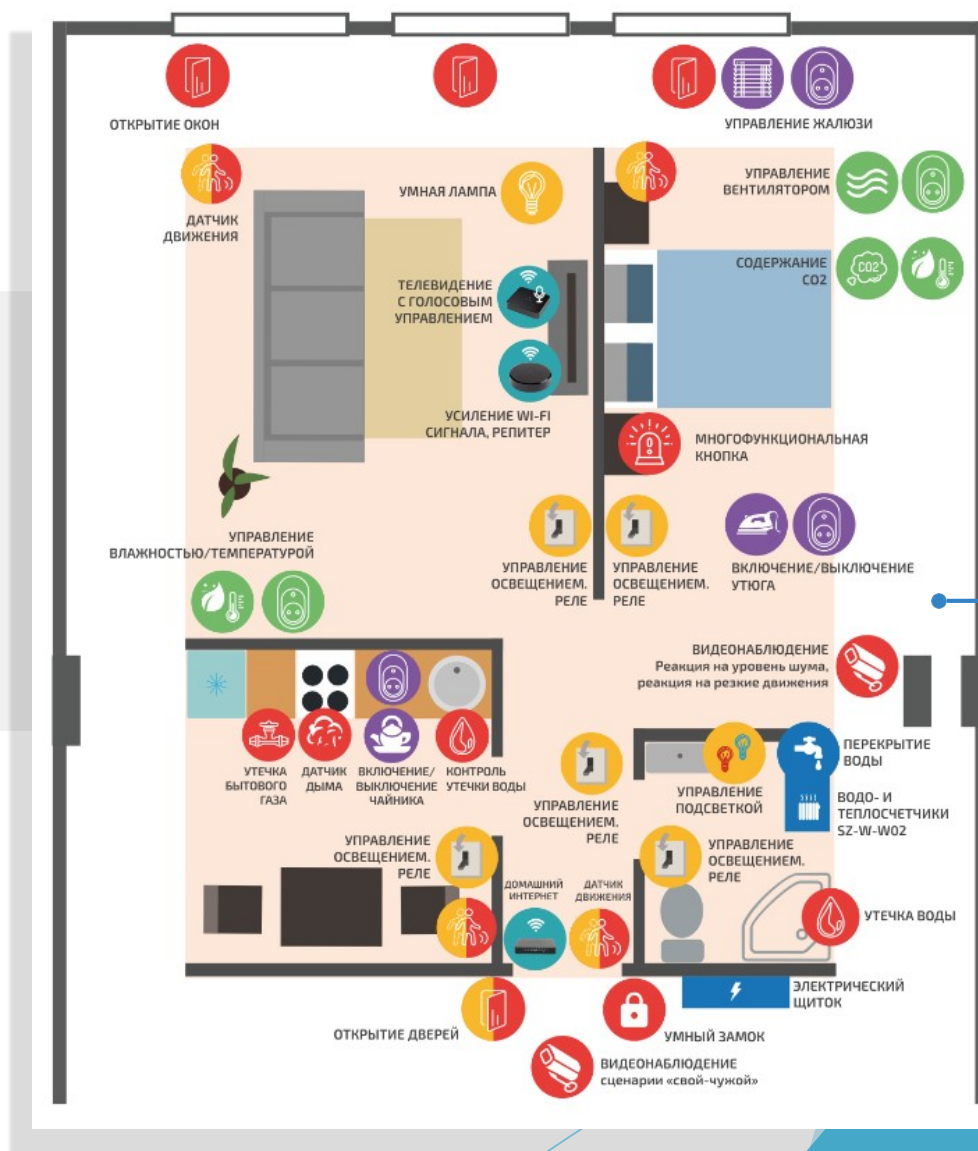 ОТКРЫТИЕ ОКОН
УПРАВЛЕНИЕ ЖАЛЮЗИ
ДАТЧИК
ДВИЖЕНИЯ
УМНАЯ ЛАМПА
УПРАВЛЕНИЕ
ВЕНТИЛЯТОРОМ
ТЕЛЕВИДЕНИЕ
С ГОЛОСОВЫМ
УПРАВЛЕНИЕМ
СОДЕРЖАНИЕ
CO2
CO2
УСИЛЕНИЕ WI-FI
СИГНАЛА, РЕПИТЕР
МНОГОФУНКЦИОНАЛЬНАЯ
КНОПКА
УПРАВЛЕНИЕ
ВЛАЖНОСТЬЮ/ТЕМПЕРАТУРОЙ
УПРАВЛЕНИЕ
ОСВЕЩЕНИЕМ.
РЕЛЕ
УПРАВЛЕНИЕ
ОСВЕЩЕНИЕМ.
РЕЛЕ
ВКЛЮЧЕНИЕ/ВЫКЛЮЧЕНИЕ
УТЮГА
ВИДЕОНАБЛЮДЕНИЕ
Реакция на уровень шума,
реакция на резкие движения
УТЕЧКА
БЫТОВОГО
ГАЗА
ДАТЧИК
ДЫМА
ВКЛЮЧЕНИЕ/
ВЫКЛЮЧЕНИЕ
ЧАЙНИКА
КОНТРОЛЬ
УТЕЧКИ ВОДЫ
УПРАВЛЕНИЕ
ОСВЕЩЕНИЕМ.
РЕЛЕ
УПРАВЛЕНИЕ
ПОДСВЕТКОЙ
ПЕРЕКРЫТИЕ
ВОДЫ
ВОДО- И
ТЕПЛОСЧЕТЧИКИ
SZ-W-W02
УПРАВЛЕНИЕ
ОСВЕЩЕНИЕМ.
РЕЛЕ
УПРАВЛЕНИЕ
ОСВЕЩЕНИЕМ.
РЕЛЕ
ДОМАШНИЙ
ИНТЕРНЕТ
ДАТЧИК
ДВИЖЕНИЯ
УТЕЧКА ВОДЫ
ЭЛЕКТРИЧЕСКИЙ
ЩИТОК
ОТКРЫТИЕ ДВЕРЕЙ
УМНЫЙ ЗАМОК
ВИДЕОНАБЛЮДЕНИЕ
сценарии «свой-чужой»